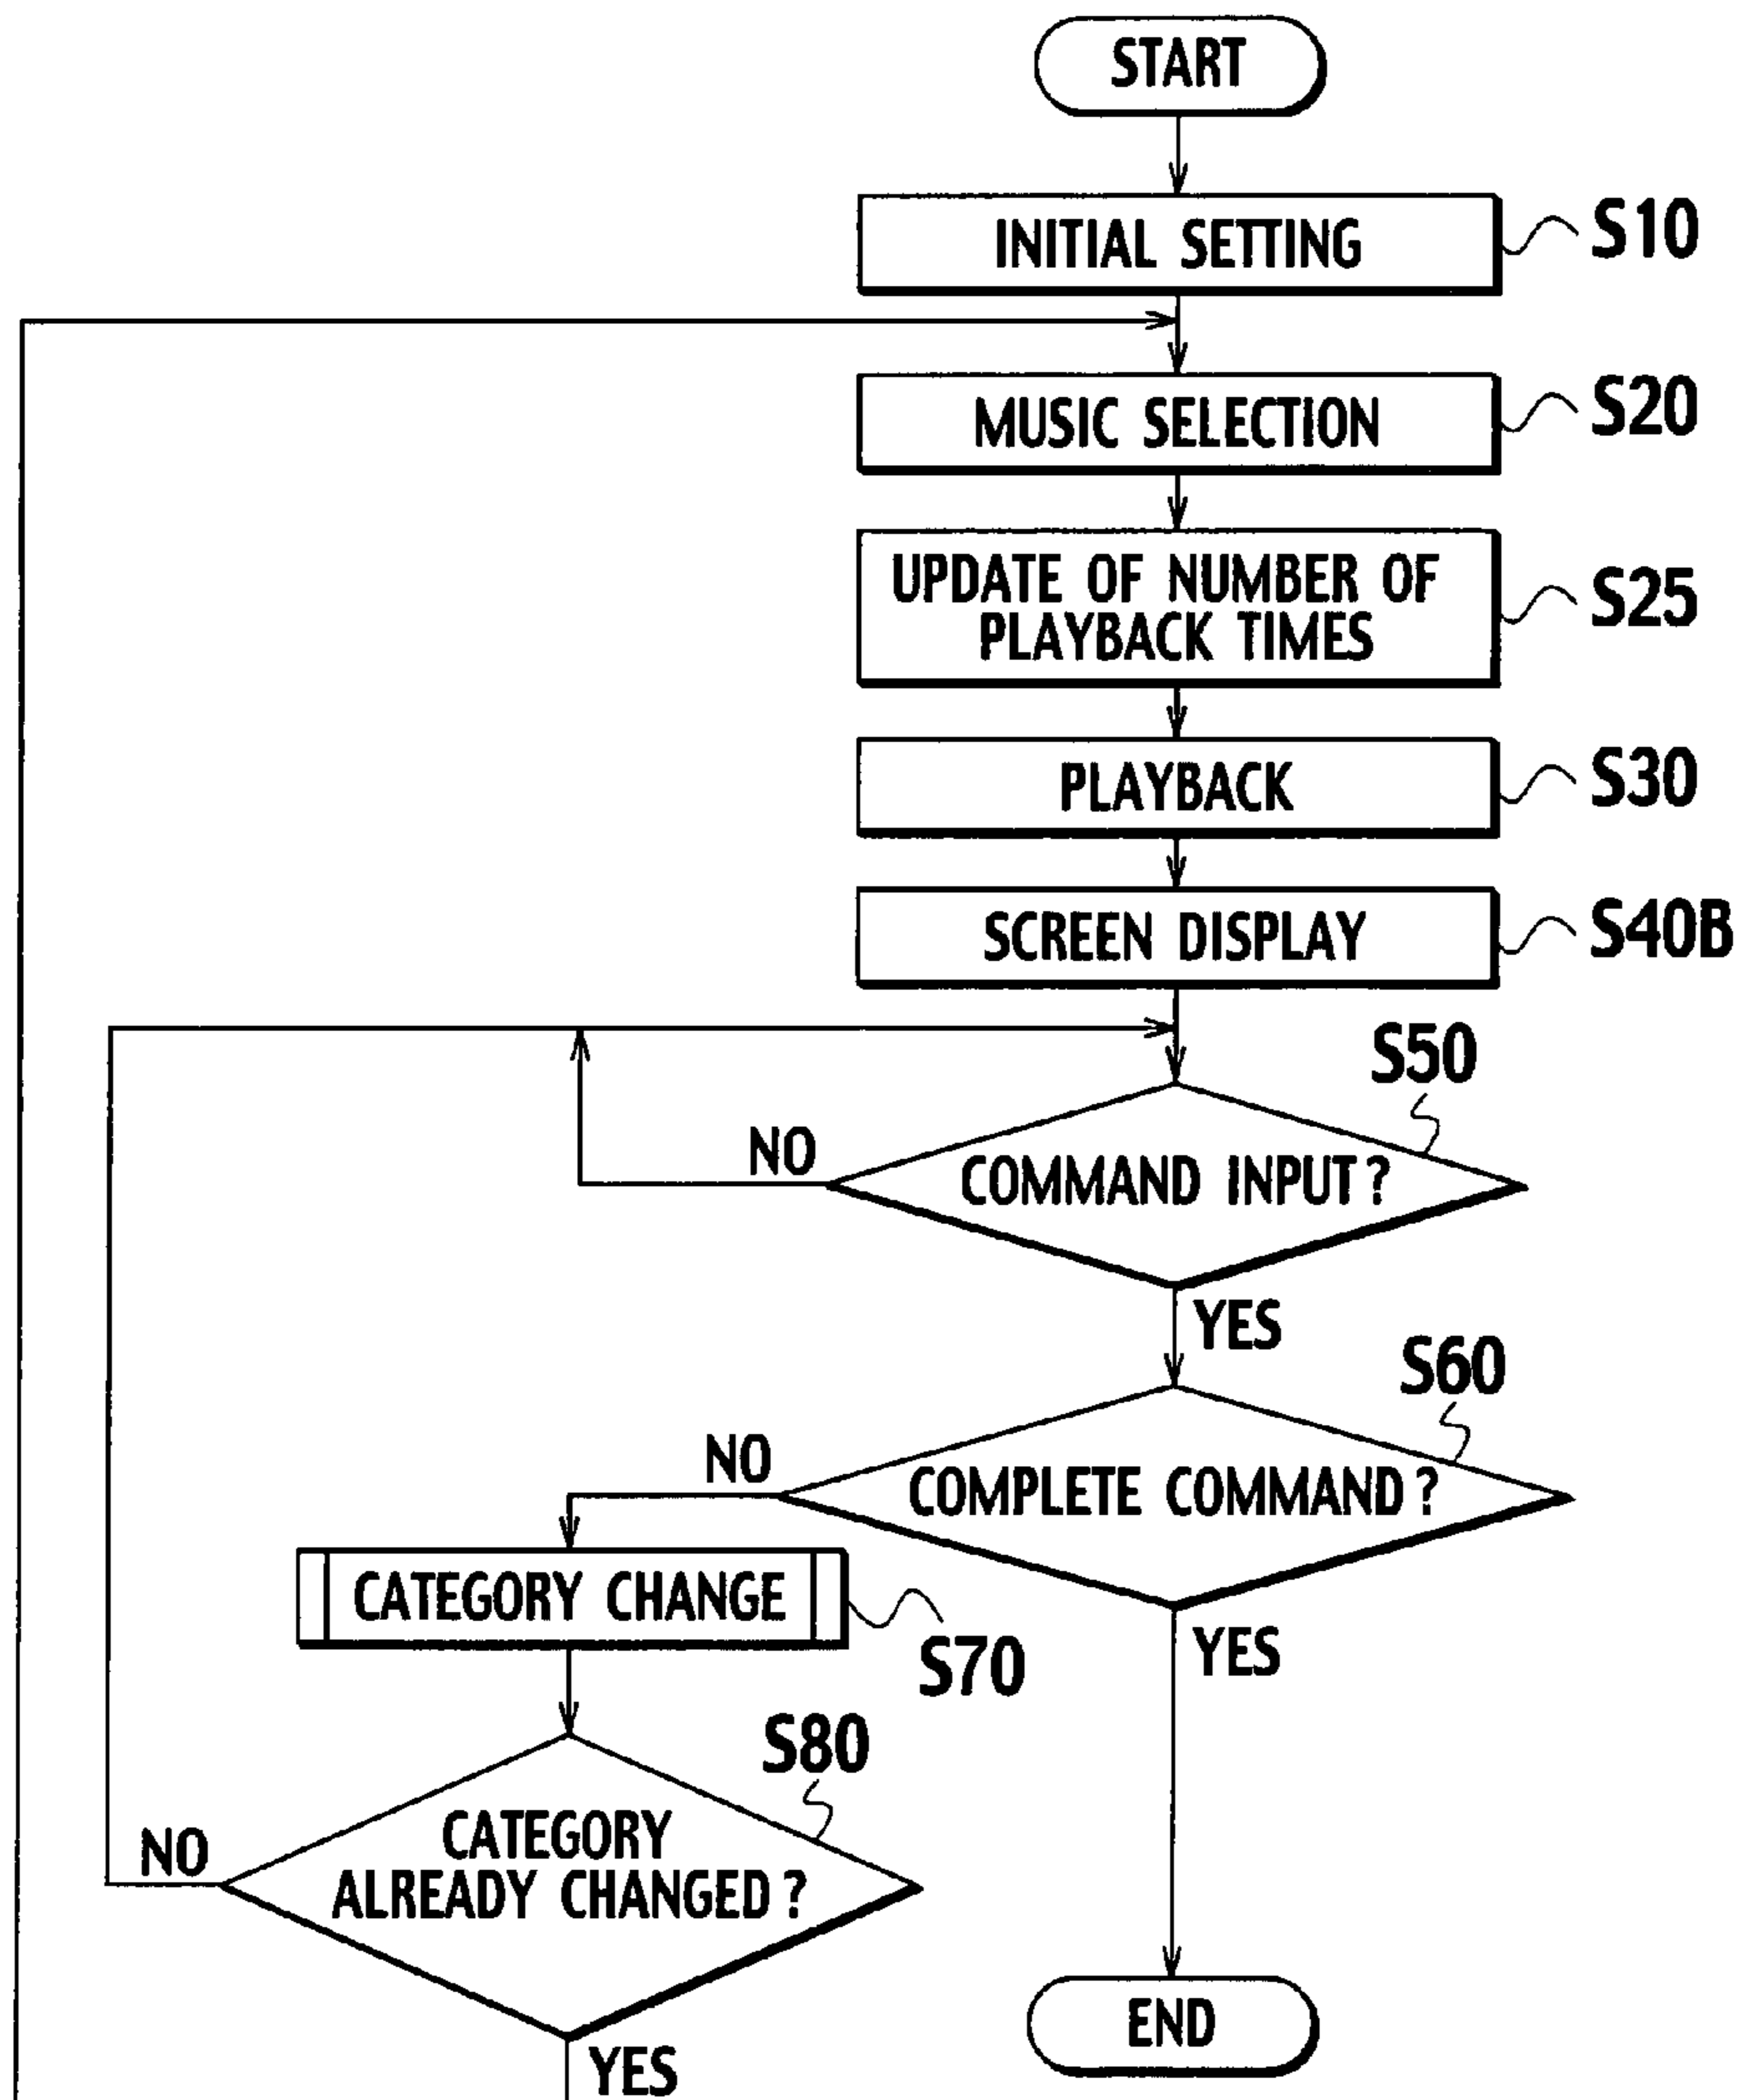 START
INITIAL SETTING
S10
MUSIC SELECTION
S20
UPDATE OF NUMBER OF
PLAYBACK TIMES
S25
PLAYBACK
S30
SCREEN DISPLAY
S40B
S50
NO
COMMAND INPUT?
YES
S60
NO
COMPLETE COMMAND?
CATEGORY CHANGE
S70
YES
S80
NO
CATEGORY
ALREADY CHANGED?
END
YES